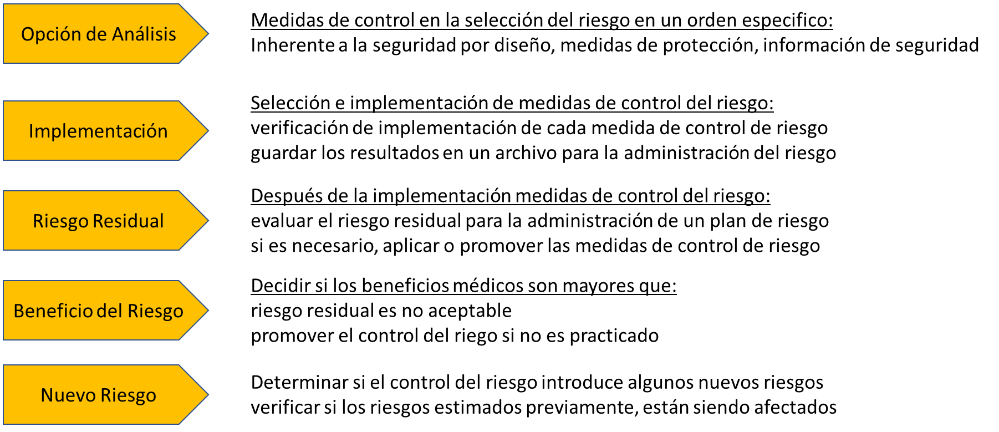 Opción de Análisis
Medidas de control en la selección del riesgo en un orden especifico:
Inherente a la seguridad por diseño, medidas de protección, información de seguridad
Implementación
Selección e implementación de medidas de control del riesgo:
verificación de implementación de cada medida de control de riesgo
guardar los resultados en un archivo para la administración del riesgo
Riesgo Residual
Después de la implementación medidas de control del riesgo:
evaluar el riesgo residual para la administración de un plan de riesgo
si es necesario, aplicar o promover las medidas de control de riesgo
Beneficio del Riesgo
Decidir si los beneficios médicos son mayores que:
riesgo residual es no aceptable
promover el control del riego si no es practicado
Nuevo Riesgo
Determinar si el control del riesgo introduce algunos nuevos riesgos
verificar si los riesgos estimados previamente, están siendo afectados